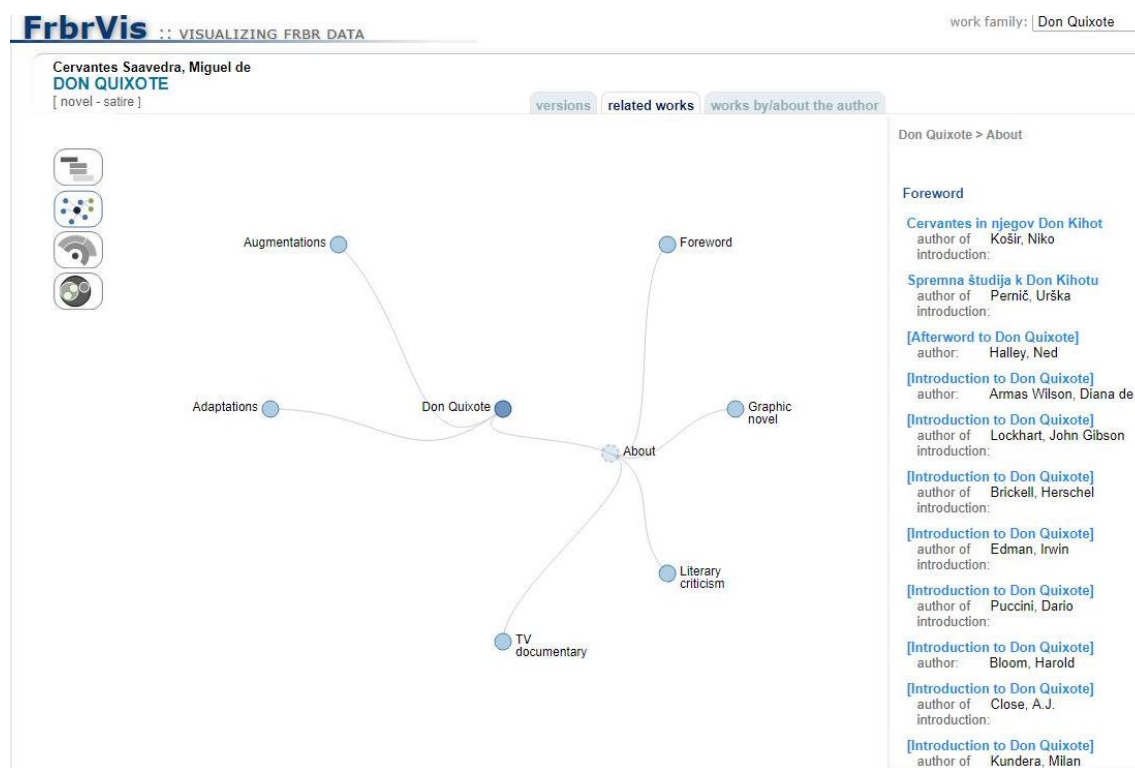 FrbrVis :: VISUALIZING FRBR DATA
work family: Don Quixote
Cervantes Saavedra, Miguel de
DON QUIXOTE
[ novel - satire ]
versions related works works by/about the author
Augmentations
Adaptations
Don Quixote
About
Foreword
Graphic
novel
Literary
criticism
TV
documentary
Don Quixote > About
Foreword
Cervantes in njegov Don Kihot
author of Košir, Niko
introduction:
Spremna študija k Don Kihotu
author of Pernič, Urška
introduction:
[Afterword to Don Quixote]
author: Halley, Ned
[Introduction to Don Quixote]
author: Armas Wilson, Diana de
[Introduction to Don Quixote]
author of Lockhart, John Gibson
introduction:
[Introduction to Don Quixote]
author of Brickell, Herschel
introduction:
[Introduction to Don Quixote]
author of Edman, Irwin
introduction:
[Introduction to Don Quixote]
author of Puccini, Dario
introduction:
[Introduction to Don Quixote]
author: Bloom, Harold
[Introduction to Don Quixote]
author of Close, A.J.
introduction:
[Introduction to Don Quixote]
author of Kundera, Milan